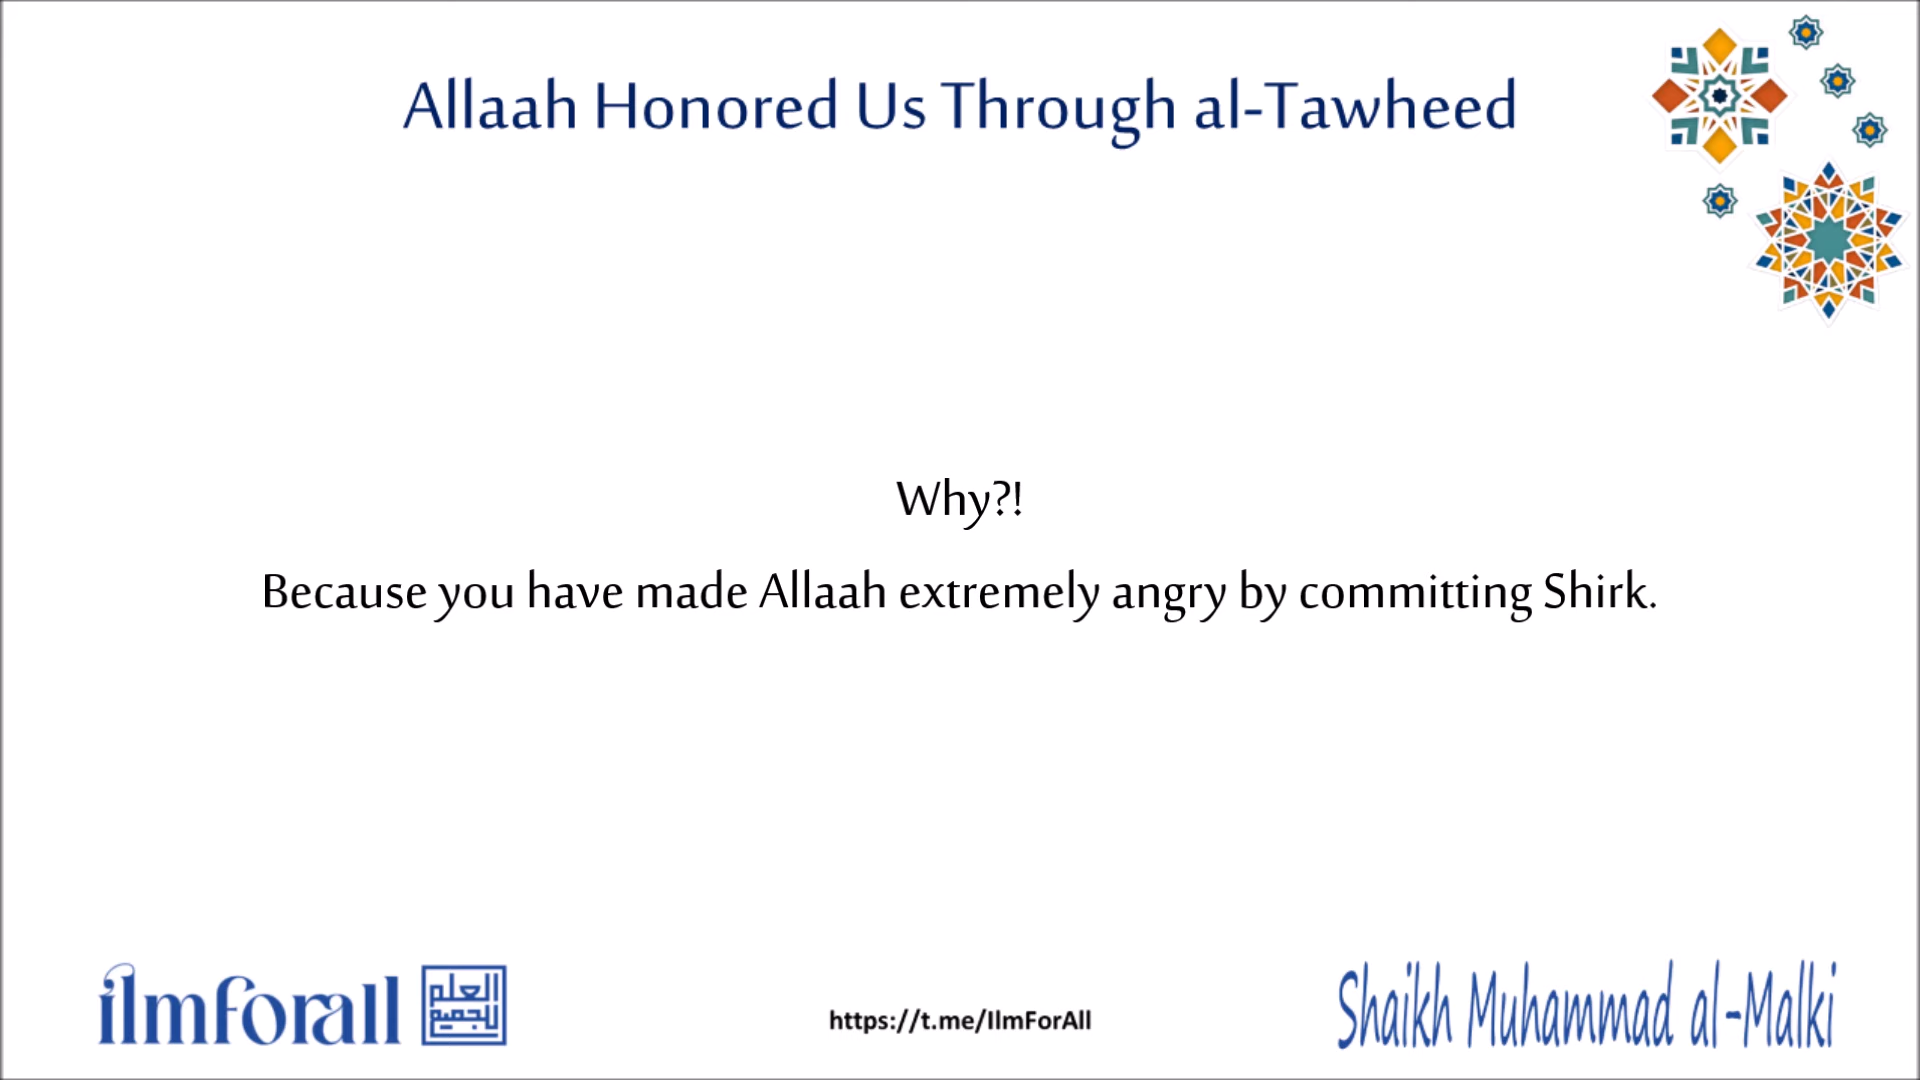 Allaah Honored Us Through al-Tawheed
Why?!
Because you have made Allaah extremely angry by committing Shirk.
ilmforall
العلم
للجميع
https://t.me/IlmForAll
Shaikh Muhammad al-Malki